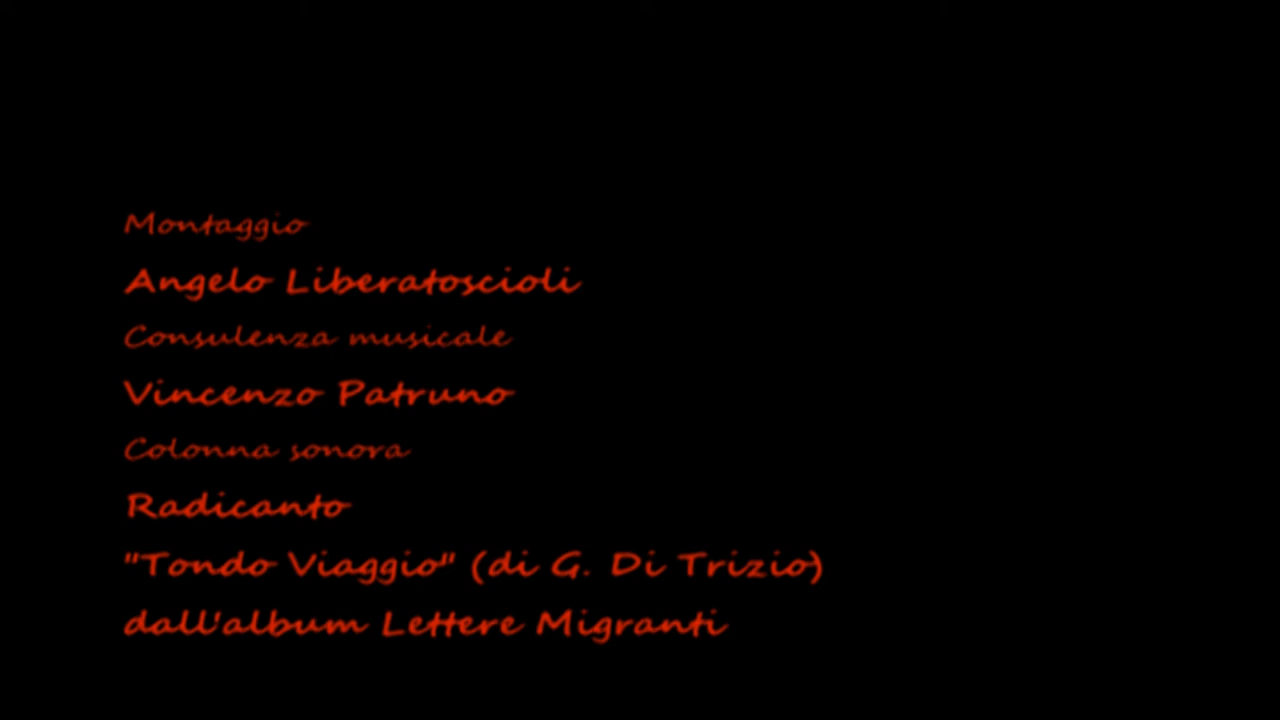 Montaggio
Angelo Liberatoscioli
Consulenza musicale
Vincenzo Patruno
Colonna sonora
Radicanto
"Tondo Viaggio" (di G. Di Trizio)
dall'album Lettere Migranti